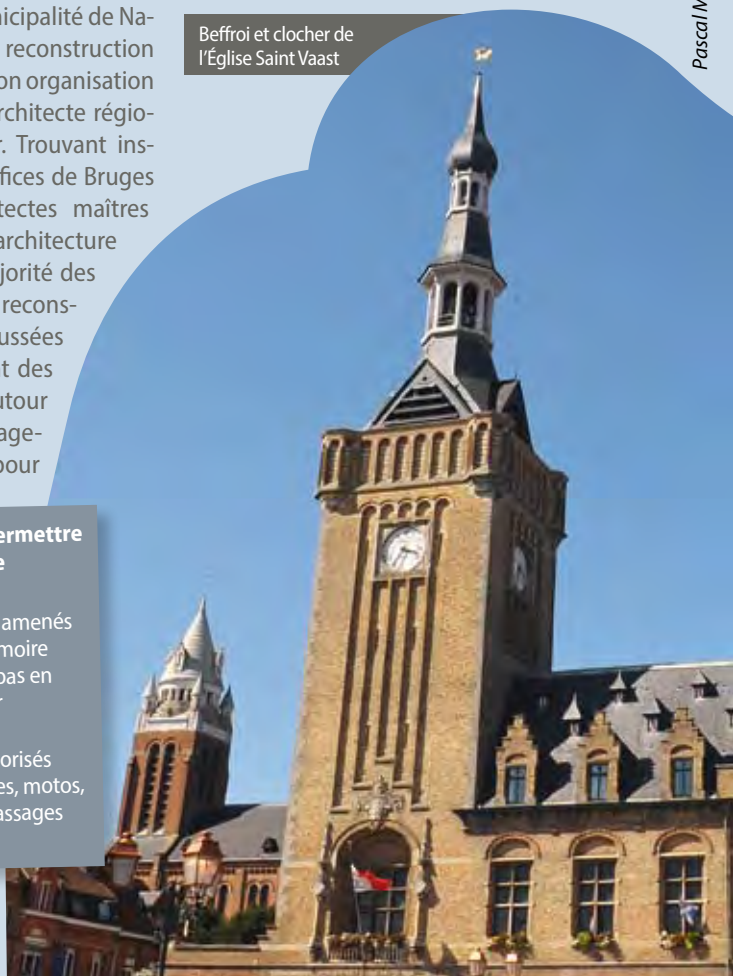 nicipalité de Na-
reconstruction
on organisation
rchitecte régio-
r. Trouvant ins-
fices de Bruges
tectes maîtres
architecture
jorité des
recons-
ussées
t des
utour
age-
pour
Beffroi et clocher de
l'Église Saint Vaast
Pascal M
ermettre
e
amenés
moire
pas en
r
orisés
es, motos,
assages